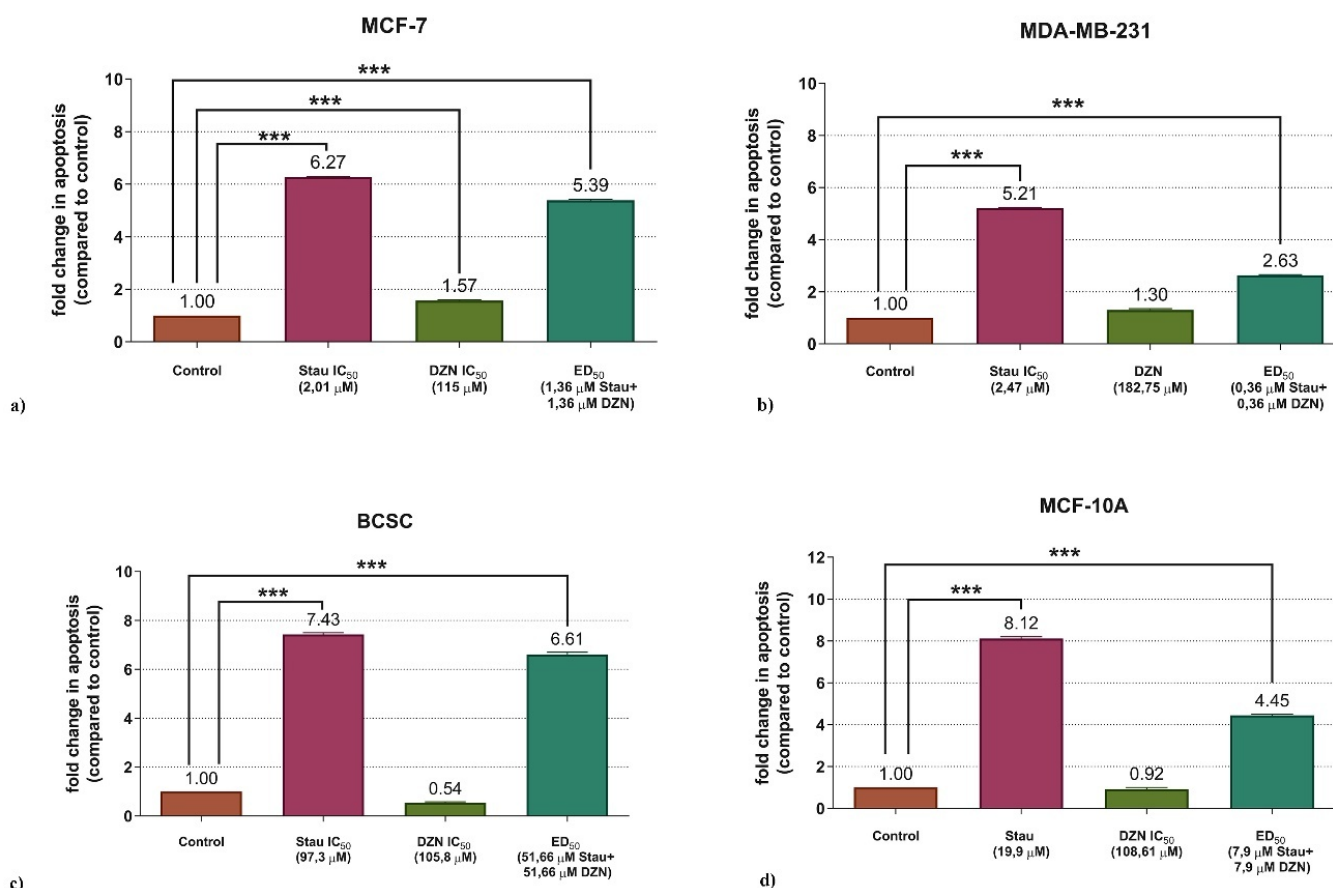 MCF-7
fold change in apoptosis
(compared to control)
10
8
6
4
2
0
***
***
***
1.00
6.27
1.57
5.39
Control
Stau IC50
(2,01 μM)
DZN IC50
(115 μM)
ED50
(1,36 μM Stau+
1,36 μM DZN)
a)
MDA-MB-231
fold change in apoptosis
(compared to control)
10
8
6
4
2
0
***
***
1.00
5.21
1.30
2.63
Control
Stau IC50
(2,47 μM)
DZN
(182,75 μM)
ED50
(0,36 μM Stau+
0,36 μM DZN)
b)
BCSC
fold change in apoptosis
(compared to control)
10
8
6
4
2
0
***
***
1.00
7.43
0.54
6.61
Control
Stau IC50
(97,3 μM)
DZN IC50
(105,8 μM)
ED50
(51,66 μM Stau+
51,66 μM DZN)
c)
MCF-10A
fold change in apoptosis
(compared to control)
12
10
8
6
4
2
0
***
***
1.00
8.12
0.92
4.45
Control
Stau
(19,9 μM)
DZN IC50
(108,61 μM)
ED50
(7,9 μM Stau+
7,9 μM DZN)
d)